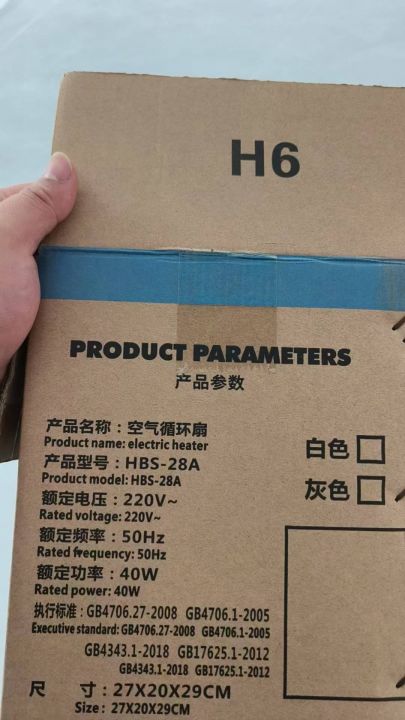 H6
PRODUCT PARAMETERS
产品参数
产品名称：空气循环扇
Product name: electric heater
产品型号：HBS-28A
Product model: HBS-28A
额定电压：220V~
Rated voltage: 220V~
额定频率：50Hz
Rated frequency: 50Hz
额定功率：40W
Rated power: 40W
执行标准：GB4706.27-2008 GB4706.1-2005
Executive standard: GB4706.27-2008 GB4706.1-2005
GB4343.1-2018 GB17625.1-2012
GB4343.1-2018 GB17625.1-2012
尺 寸：27X20X29CM
Size: 27X20X29CM
白色
灰色